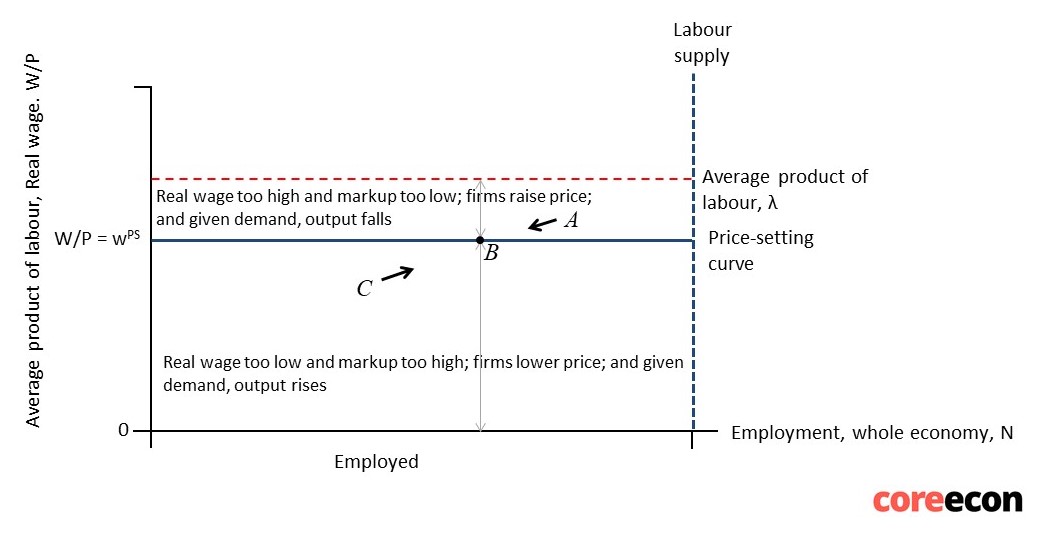 Labour
supply
Average product of labour, Real wage. W/P
Real wage too high and markup too low; firms raise price;
and given demand, output falls
Average product of
labour, λ
A
W/P = wᴾˢ
B
Price-setting
curve
C
Real wage too low and markup too high; firms lower price; and given
demand, output rises
0
Employment, whole economy, N
Employed
coreecon